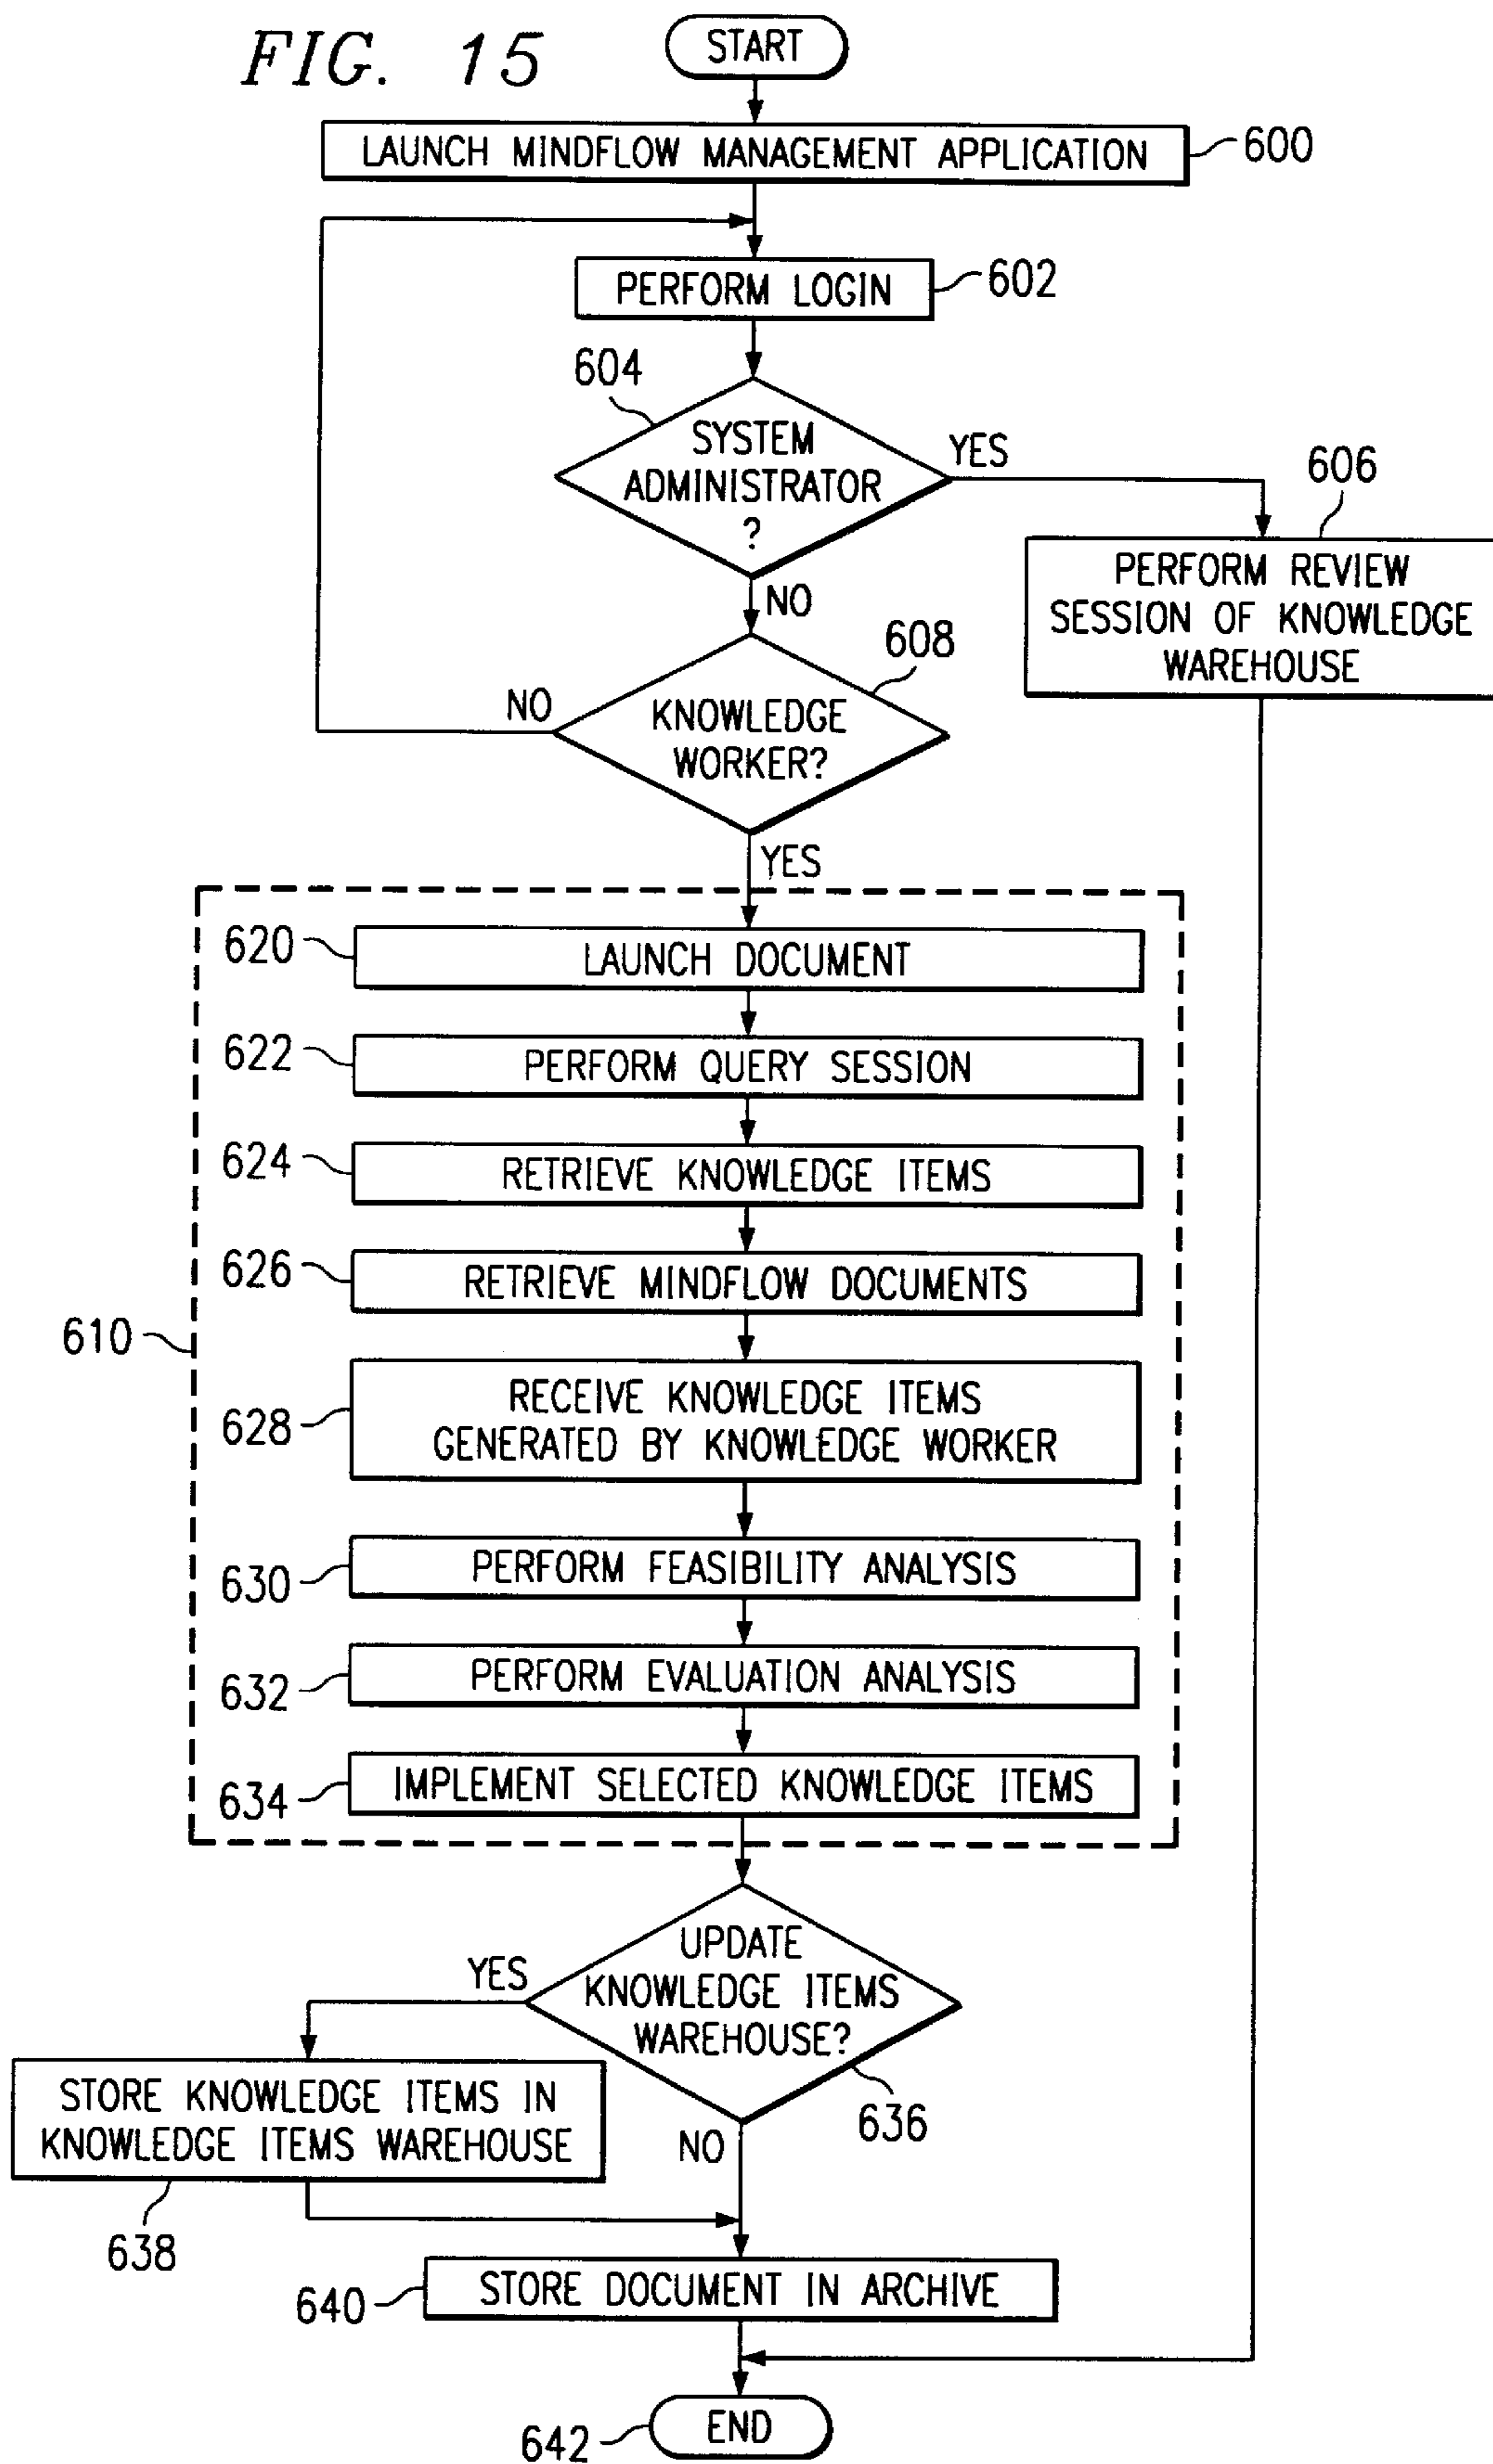 FIG. 15
START
LAUNCH MINDFLOW MANAGEMENT APPLICATION
600
PERFORM LOGIN
602
604
SYSTEM
ADMINISTRATOR
?
YES
NO
606
PERFORM REVIEW
SESSION OF KNOWLEDGE
WAREHOUSE
608
KNOWLEDGE
WORKER?
NO
YES
610
620
LAUNCH DOCUMENT
622
PERFORM QUERY SESSION
624
RETRIEVE KNOWLEDGE ITEMS
626
RETRIEVE MINDFLOW DOCUMENTS
628
RECEIVE KNOWLEDGE ITEMS
GENERATED BY KNOWLEDGE WORKER
630
PERFORM FEASIBILITY ANALYSIS
632
PERFORM EVALUATION ANALYSIS
634
IMPLEMENT SELECTED KNOWLEDGE ITEMS
UPDATE
KNOWLEDGE ITEMS
WAREHOUSE?
636
YES
NO
STORE KNOWLEDGE ITEMS IN
KNOWLEDGE ITEMS WAREHOUSE
638
STORE DOCUMENT IN ARCHIVE
640
END
642